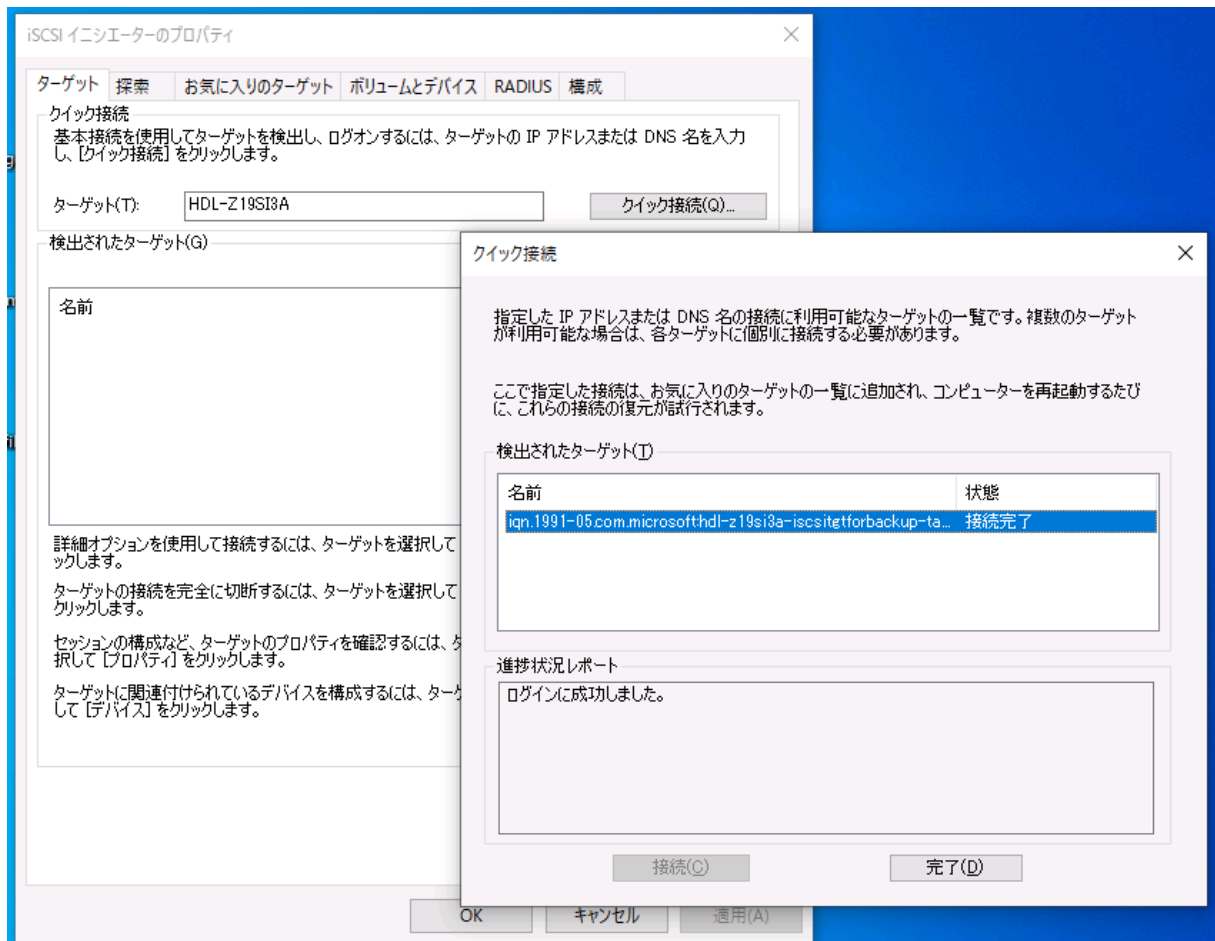 iSCSI イニシエーターのプロパティ
ターゲット 探索 お気に入りのターゲット ボリュームとデバイス RADIUS 構成
クイック接続
基本接続を使用してターゲットを検出し、ログオンするには、ターゲットの IP アドレスまたは DNS 名を入力
し、[クイック接続] をクリックします。
ターゲット(T): HDL-Z19SI3A クイック接続(Q)...
検出されたターゲット(G)
名前
詳細オプションを使用して接続するには、ターゲットを選択して
ックします。
ターゲットの接続を完全に切断するには、ターゲットを選択して
クリックします。
セッションの構成など、ターゲットのプロパティを確認するには、
択して [プロパティ] をクリックします。
ターゲットに関連付けられているデバイスを構成するには、ター
して [デバイス] をクリックします。
OK キャンセル 適用(A)
クイック接続
指定した IP アドレスまたは DNS 名の接続に利用可能なターゲットの一覧です。複数のターゲット
が利用可能な場合は、各ターゲットに個別に接続する必要があります。
ここで指定した接続は、お気に入りのターゲットの一覧に追加され、コンピューターを再起動するたび
に、これらの接続の復元が試行されます。
検出されたターゲット(T)
名前 状態
iqn.1991-05.com.microsoft:hdl-z19si3a-iscsitgtforbackup-ta... 接続完了
進捗状況レポート
ログインに成功しました。
接続(C) 完了(D)